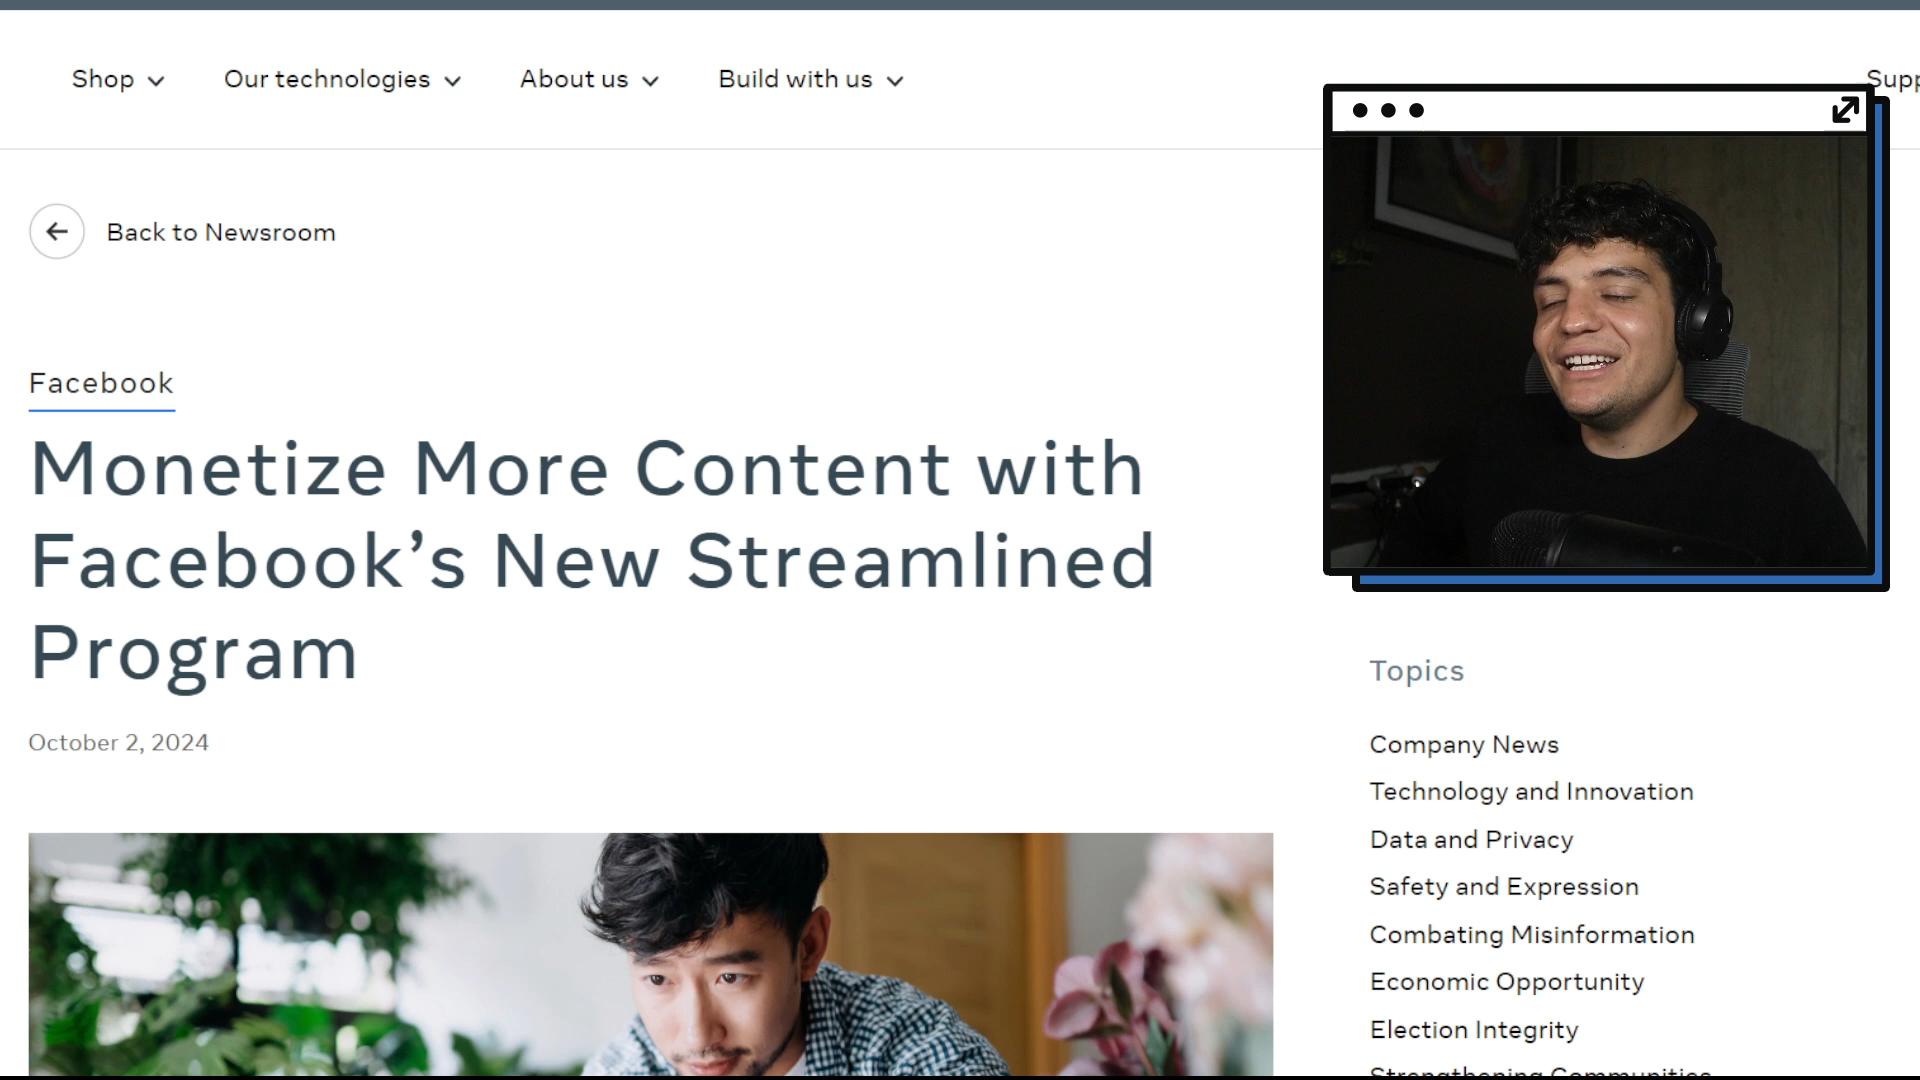 Shop
Our technologies
About us
Build with us
Back to Newsroom
Facebook
Monetize More Content with
Facebook’s New Streamlined
Program
October 2, 2024
Topics
Company News
Technology and Innovation
Data and Privacy
Safety and Expression
Combating Misinformation
Economic Opportunity
Election Integrity
Strengthening Communities